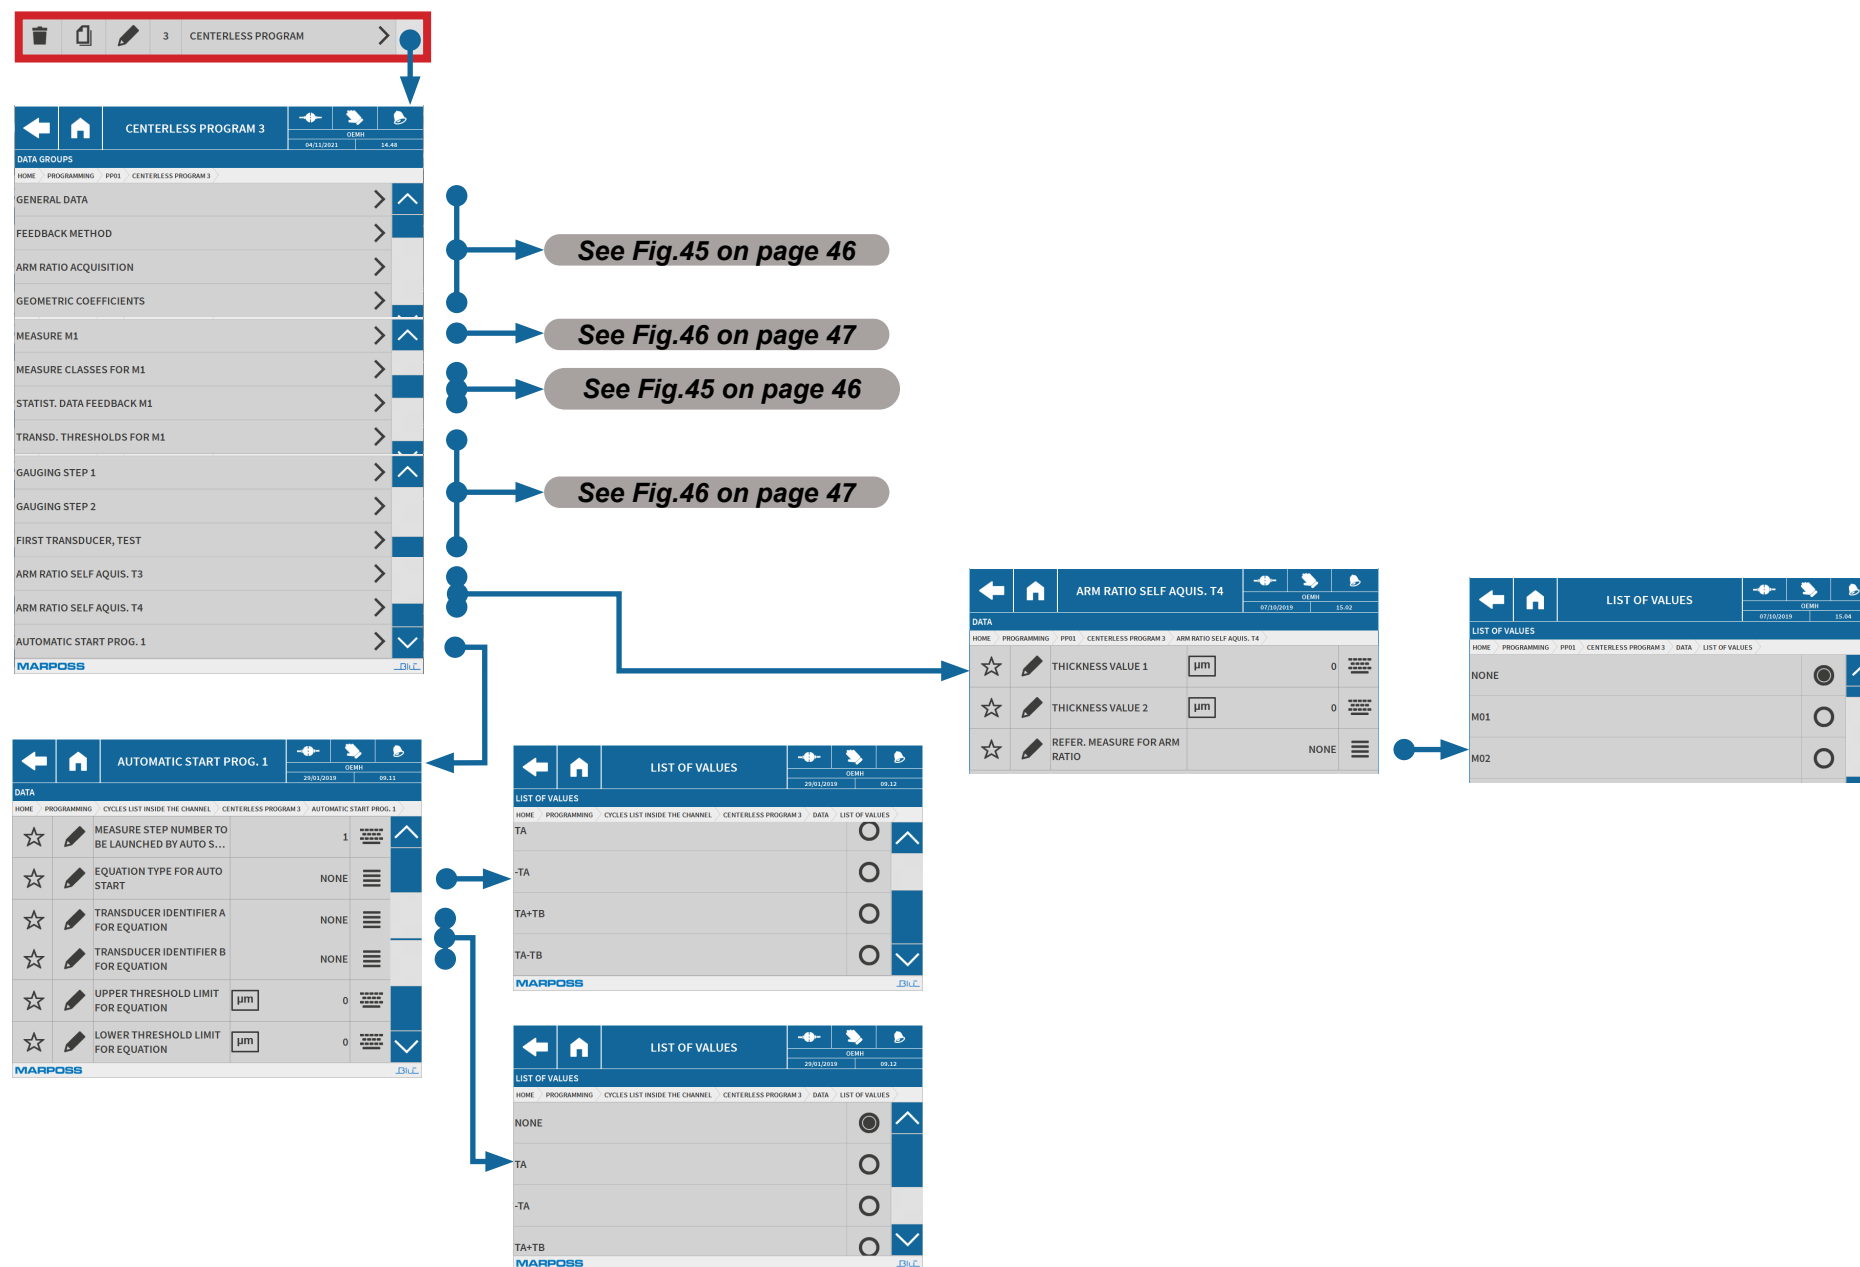 3 CENTERLESS PROGRAM
CENTERLESS PROGRAM 3
OEMH
04/11/2021 14.48
DATA GROUPS
HOME PROGRAMMING PP01 CENTERLESS PROGRAM 3
GENERAL DATA
FEEDBACK METHOD
ARM RATIO ACQUISITION
GEOMETRIC COEFFICIENTS
MEASURE M1
MEASURE CLASSES FOR M1
STATIST. DATA FEEDBACK M1
TRANSD. THRESHOLDS FOR M1
GAUGING STEP 1
GAUGING STEP 2
FIRST TRANSDUCER, TEST
ARM RATIO SELF AQUIS. T3
ARM RATIO SELF AQUIS. T4
AUTOMATIC START PROG. 1
MARPOSS BLÚ
See Fig.45 on page 46
See Fig.46 on page 47
See Fig.45 on page 46
See Fig.46 on page 47
ARM RATIO SELF AQUIS. T4
OEMH
07/10/2019 15.02
DATA
HOME PROGRAMMING PP01 CENTERLESS PROGRAM 3 ARM RATIO SELF AQUIS. T4
THICKNESS VALUE 1 µm 0
THICKNESS VALUE 2 µm 0
REFER. MEASURE FOR ARM
RATIO NONE
LIST OF VALUES
OEMH
07/10/2019 15.04
LIST OF VALUES
HOME PROGRAMMING PP01 CENTERLESS PROGRAM 3 DATA LIST OF VALUES
NONE
M01
M02
AUTOMATIC START PROG. 1
OEMH
29/01/2019 09.11
DATA
HOME PROGRAMMING CYCLES LIST INSIDE THE CHANNEL CENTERLESS PROGRAM 3 AUTOMATIC START PROG. 1
MEASURE STEP NUMBER TO
BE LAUNCHED BY AUTO S... 1
EQUATION TYPE FOR AUTO
START NONE
TRANSDUCER IDENTIFIER A
FOR EQUATION NONE
TRANSDUCER IDENTIFIER B
FOR EQUATION NONE
UPPER THRESHOLD LIMIT
FOR EQUATION µm 0
LOWER THRESHOLD LIMIT
FOR EQUATION µm 0
MARPOSS BLÚ
LIST OF VALUES
OEMH
29/01/2019 09.12
LIST OF VALUES
HOME PROGRAMMING CYCLES LIST INSIDE THE CHANNEL CENTERLESS PROGRAM 3 DATA LIST OF VALUES
TA
-TA
TA+TB
TA-TB
MARPOSS BLÚ
LIST OF VALUES
OEMH
29/01/2019 09.12
LIST OF VALUES
HOME PROGRAMMING CYCLES LIST INSIDE THE CHANNEL CENTERLESS PROGRAM 3 DATA LIST OF VALUES
NONE
TA
-TA
TA+TB
MARPOSS BLÚ